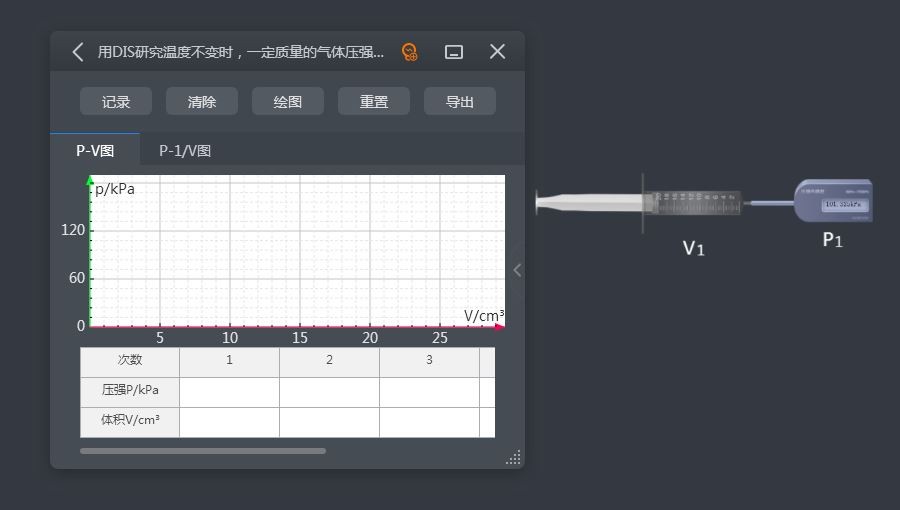 用DIS研究温度不变时，一定质量的气体压强...
记录 清除 绘图 重置 导出
P-V图 P-1/V图
p/kPa
120
60
0
V/cm³
5 10 15 20 25
次数 1 2 3
压强P/kPa
体积V/cm³
V1
P1